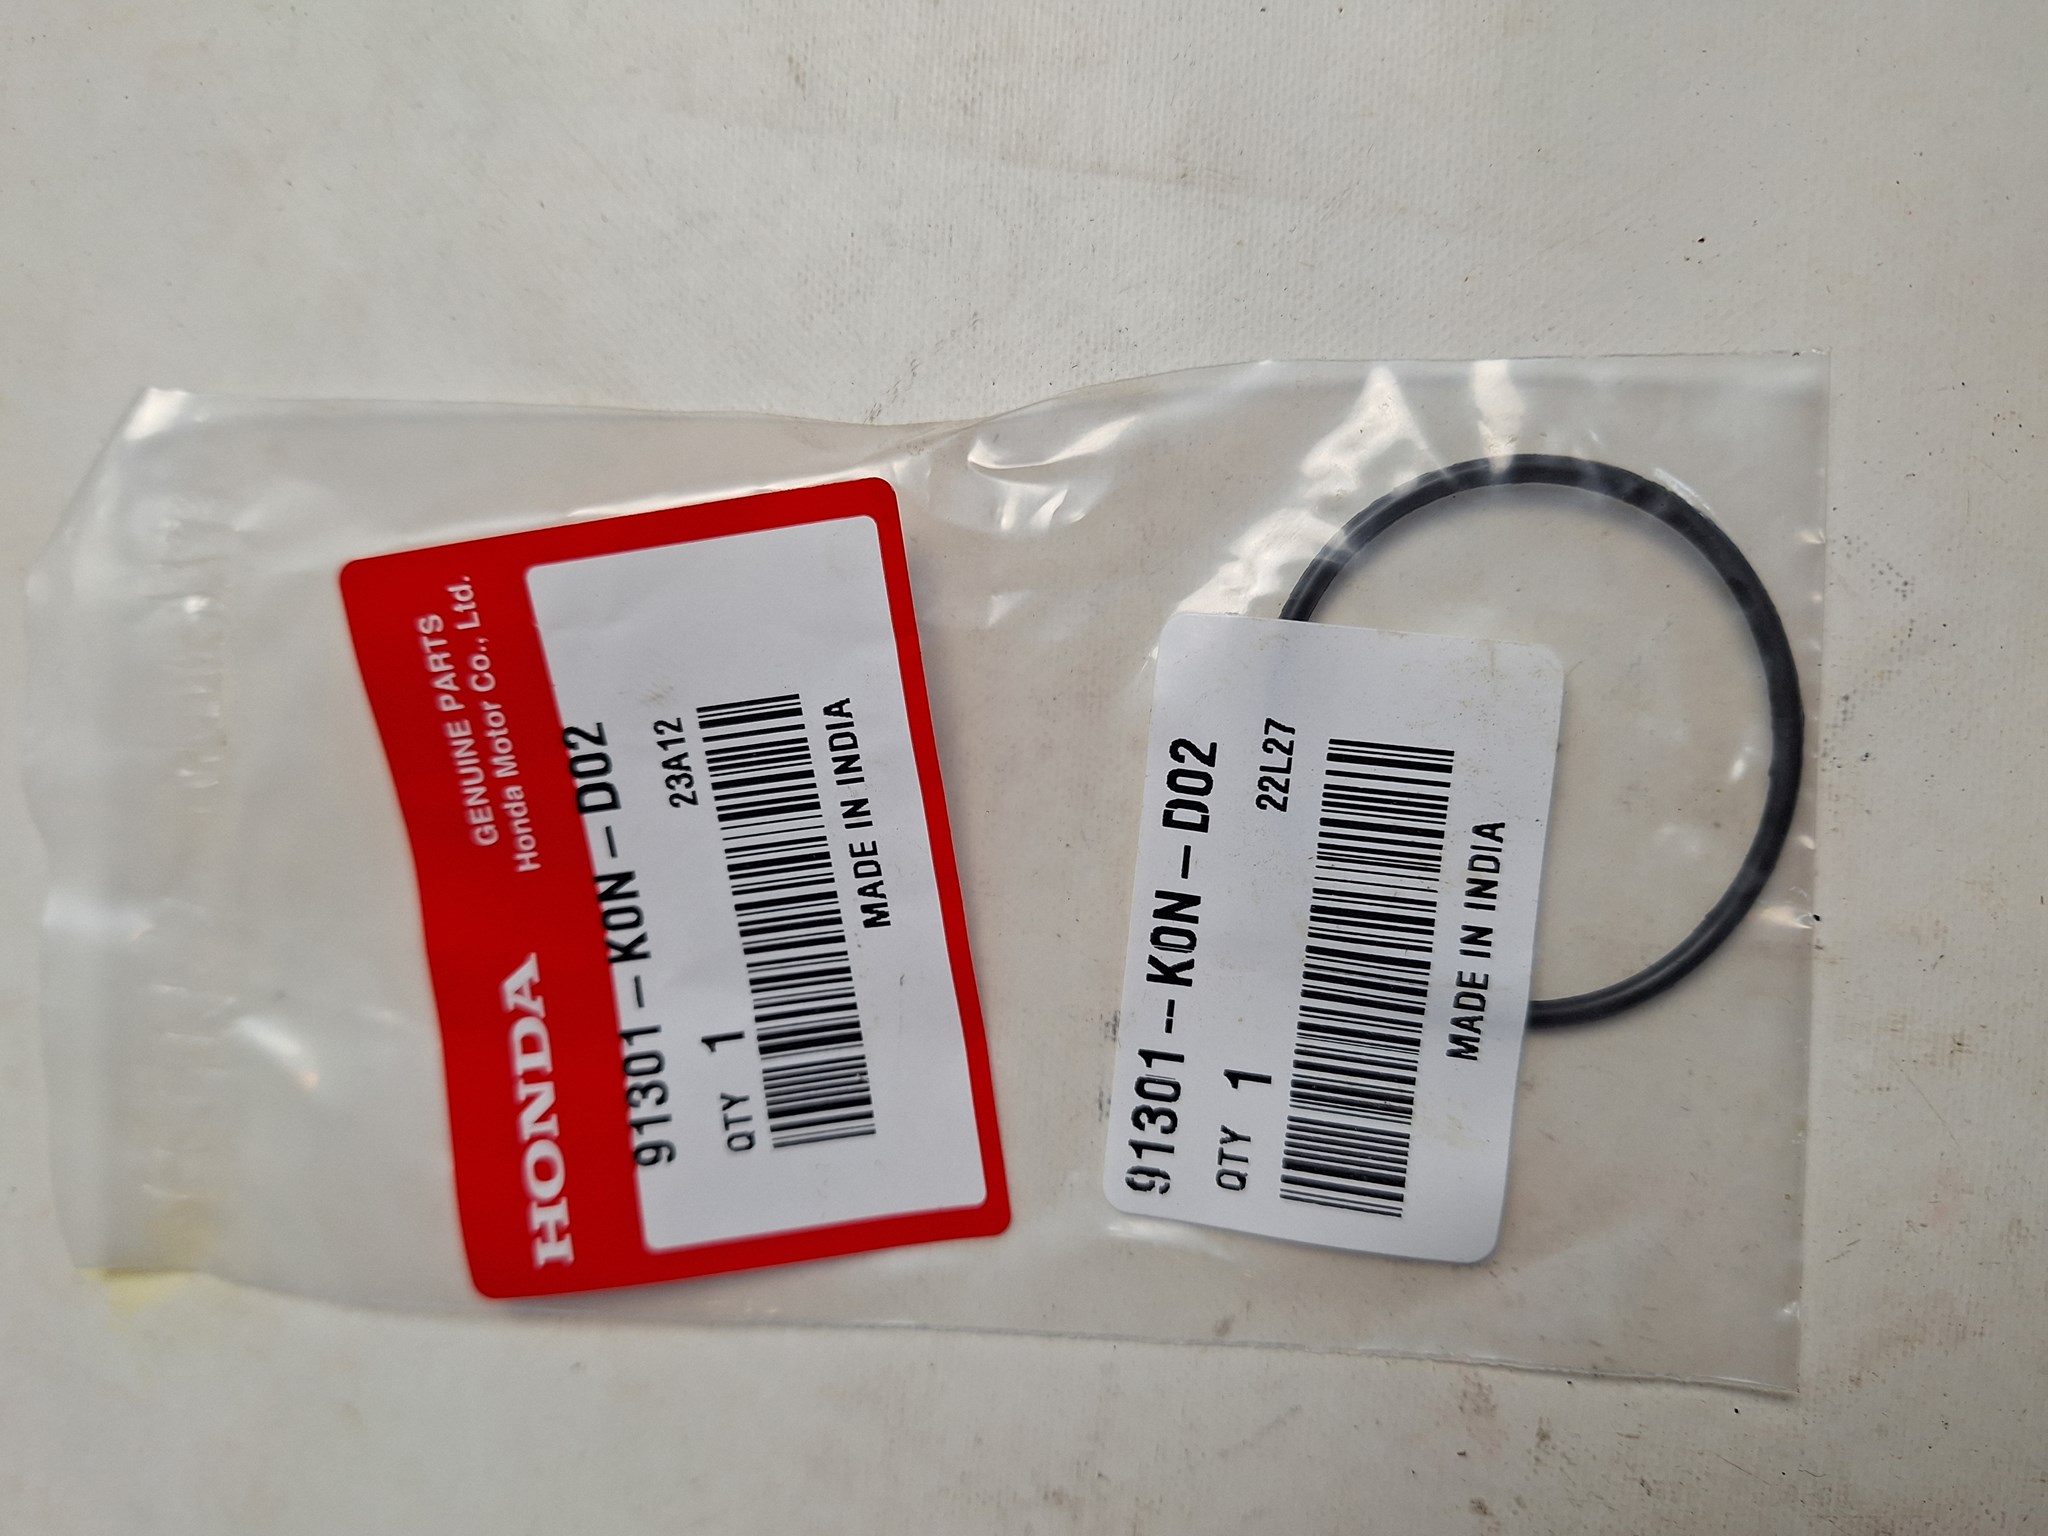 HONDA
GENUINE PARTS
Honda Motor Co., Ltd.
91301-K0N-D02
QTY 1
23A12
MADE IN INDIA
91301-K0N-D02
QTY 1
22L27
MADE IN INDIA